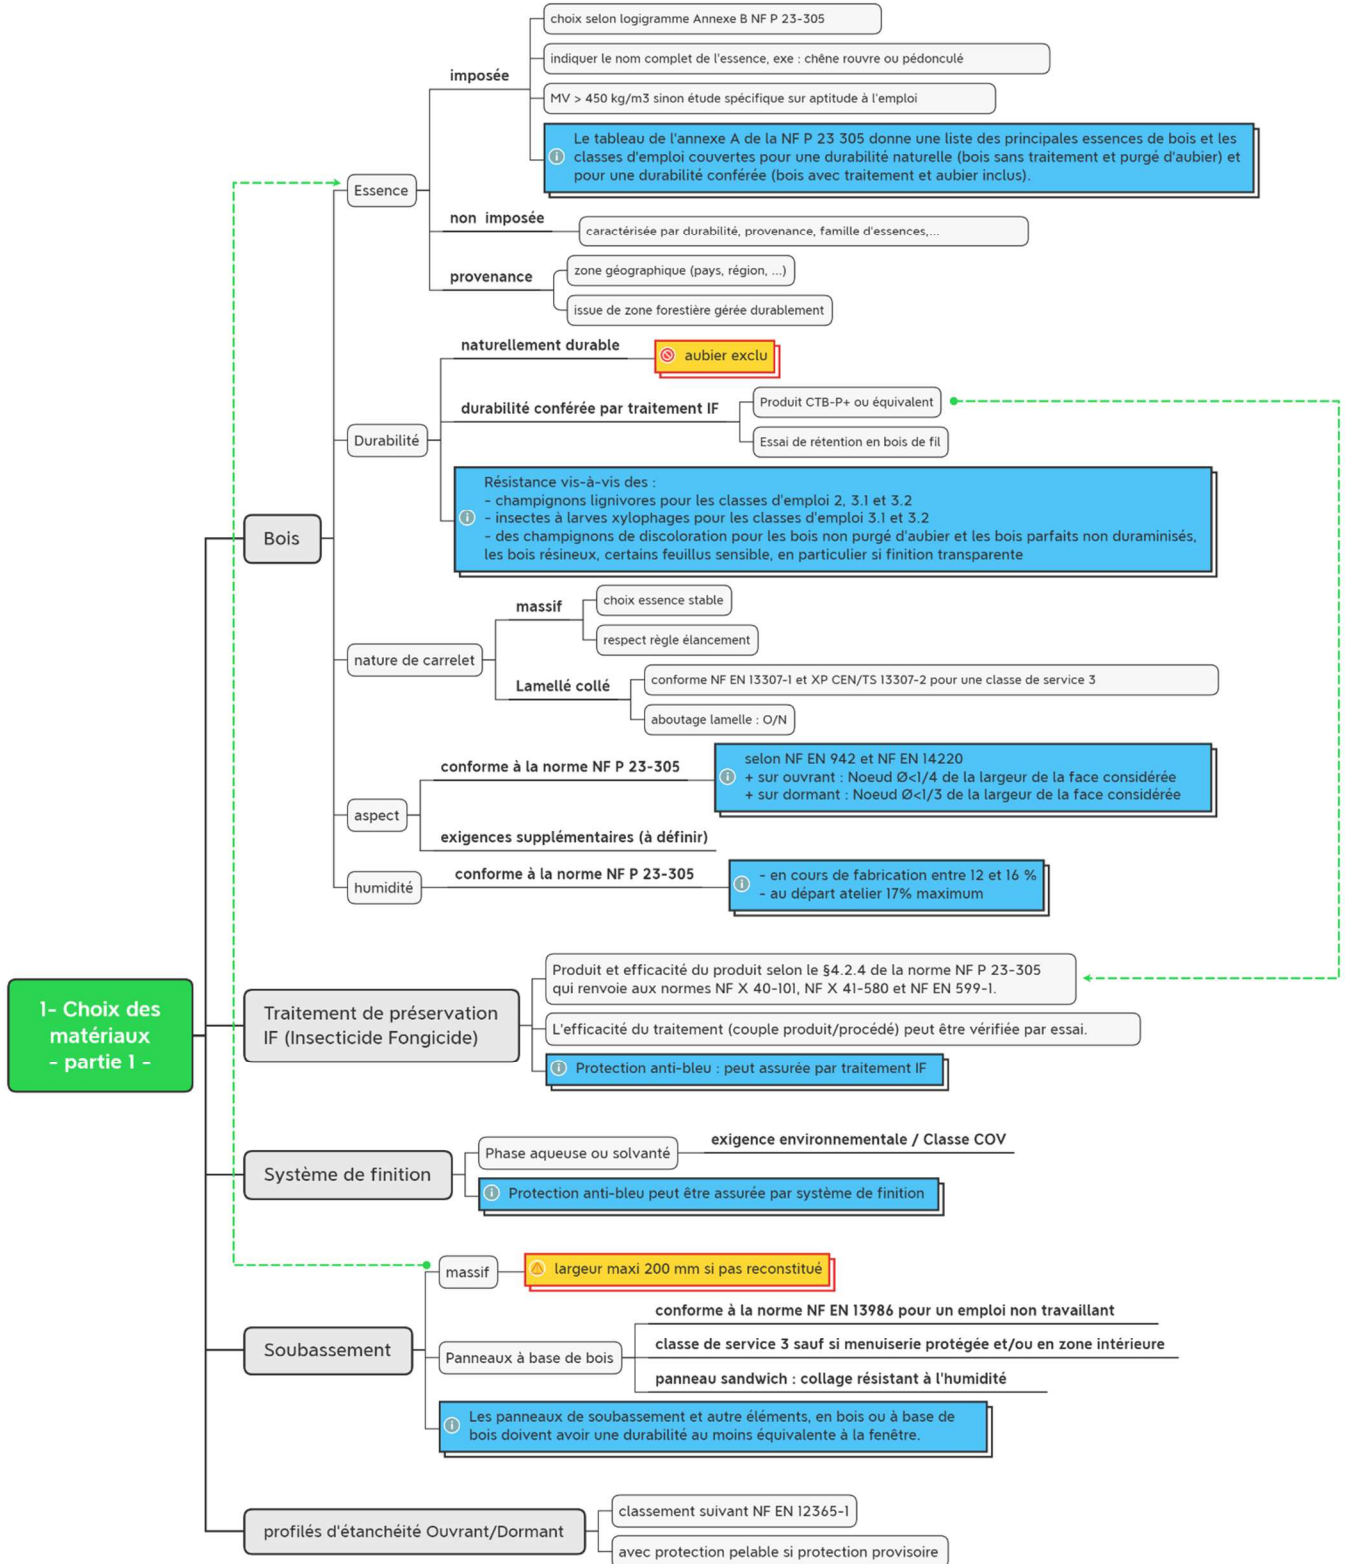 choix selon logigramme Annexe B NF P 23-305
indiquer le nom complet de l'essence, exe : chêne rouvre ou pédonculé
imposée
MV > 450 kg/m3 sinon étude spécifique sur aptitude à l'emploi
Le tableau de l'annexe A de la NF P 23 305 donne une liste des principales essences de bois et les
classes d'emploi couvertes pour une durabilité naturelle (bois sans traitement et purgé d'aubier) et
pour une durabilité conférée (bois avec traitement et aubier inclus).
Essence
non imposée
caractérisée par durabilité, provenance, famille d'essences,...
provenance
zone géographique (pays, région, ...)
issue de zone forestière gérée durablement
naturellement durable
aubier exclu
durabilité conférée par traitement IF
Produit CTB-P+ ou équivalent
Essai de rétention en bois de fil
Durabilité
Résistance vis-à-vis des :
- champignons lignivores pour les classes d'emploi 2, 3.1 et 3.2
- insectes à larves xylophages pour les classes d'emploi 3.1 et 3.2
- des champignons de discoloration pour les bois non purgé d'aubier et les bois parfaits non duraminisés,
les bois résineux, certains feuillus sensible, en particulier si finition transparente
Bois
massif
choix essence stable
respect règle élancement
nature de carrelet
Lamellé collé
conforme NF EN 13307-1 et XP CEN/TS 13307-2 pour une classe de service 3
aboutage lamelle : O/N
conforme à la norme NF P 23-305
selon NF EN 942 et NF EN 14220
+ sur ouvrant : Noeud Ø<1/4 de la largeur de la face considérée
+ sur dormant : Noeud Ø<1/3 de la largeur de la face considérée
aspect
exigences supplémentaires (à définir)
humidité
conforme à la norme NF P 23-305
- en cours de fabrication entre 12 et 16 %
- au départ atelier 17% maximum
1- Choix des
matériaux
- partie 1 -
Traitement de préservation
IF (Insecticide Fongicide)
Produit et efficacité du produit selon le §4.2.4 de la norme NF P 23-305
qui renvoie aux normes NF X 40-101, NF X 41-580 et NF EN 599-1.
L'efficacité du traitement (couple produit/procédé) peut être vérifiée par essai.
Protection anti-bleu : peut assurée par traitement IF
Système de finition
Phase aqueuse ou solvanté
exigence environnementale / Classe COV
Protection anti-bleu peut être assurée par système de finition
massif
largeur maxi 200 mm si pas reconstitué
Soubassement
Panneaux à base de bois
conforme à la norme NF EN 13986 pour un emploi non travaillant
classe de service 3 sauf si menuiserie protégée et/ou en zone intérieure
panneau sandwich : collage résistant à l'humidité
Les panneaux de soubassement et autre éléments, en bois ou à base de
bois doivent avoir une durabilité au moins équivalente à la fenêtre.
profilés d'étanchéité Ouvrant/Dormant
classement suivant NF EN 12365-1
avec protection pelable si protection provisoire